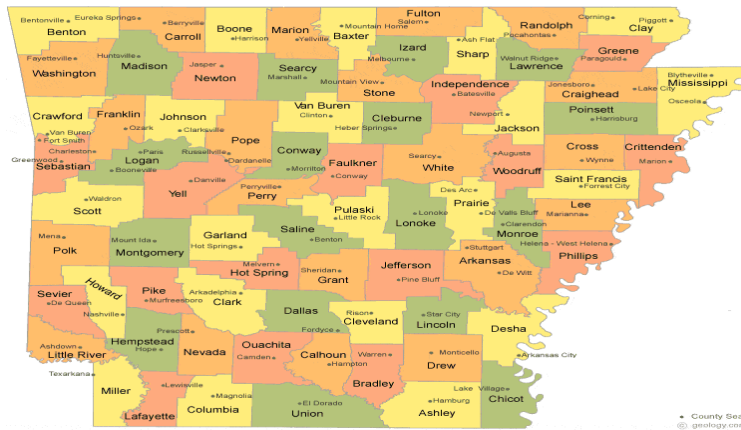 Bentonville
Eureka Springs
Benton
Berryville
Carroll
Boone
Harrison
Marion
Yellville
Mountain Home
Baxter
Fulton
Salem
Randolph
Pocahontas
Corning
Piggott
Clay
Fayetteville
Washington
Huntsville
Madison
Jasper
Newton
Searcy
Marshall
Mountain View
Stone
Izard
Melbourne
Ash Flat
Sharp
Walnut Ridge
Lawrence
Greene
Paragould
Independence
Batesville
Jonesboro
Craighead
Lake City
Blytheville
Mississippi
Osceola
Crawford
Van Buren
Fort South
Franklin
Ozark
Johnson
Clarksville
Pope
Russellville
Van Buren
Clinton
Heber Springs
Cleburne
Newport
Jackson
Poinsett
Harrisburg
Charleston
Greenwood
Sebastian
Paris
Logan
Booneville
Dardanelle
Conway
Morrilton
Faulkner
Conway
Searcy
White
Augusta
Woodruff
Cross
Wynne
Crittenden
Marion
Danville
Yell
Perryville
Perry
Saint Francis
Forrest City
Waldron
Scott
Pulaski
Little Rock
Lonoke
Lonoke
Des Arc
Prairie
De Valls Bluff
Clarendon
Monroe
Lee
Marianna
Mena
Polk
Mount Ida
Montgomery
Garland
Hot Springs
Saline
Benton
Helena - West Helena
Phillips
Malvern
Hot Spring
Sheridan
Grant
Jefferson
Pine Bluff
Stuttgart
Arkansas
De Witt
Howard
Sevier
De Queen
Nashville
Pike
Murfreesboro
Arkadelphia
Clark
Dallas
Fordyce
Rison
Cleveland
Star City
Lincoln
Desha
Arkansas City
Ashdown
Little River
Hempstead
Hope
Prescott
Nevada
Ouachita
Camden
Calhoun
Hampton
Warren
Bradley
Monticello
Drew
Texarkana
Miller
Lewisville
Lafayette
Magnolia
Columbia
El Dorado
Union
Hamburg
Ashley
Lake Village
Chicot
County Sea
© geology.com